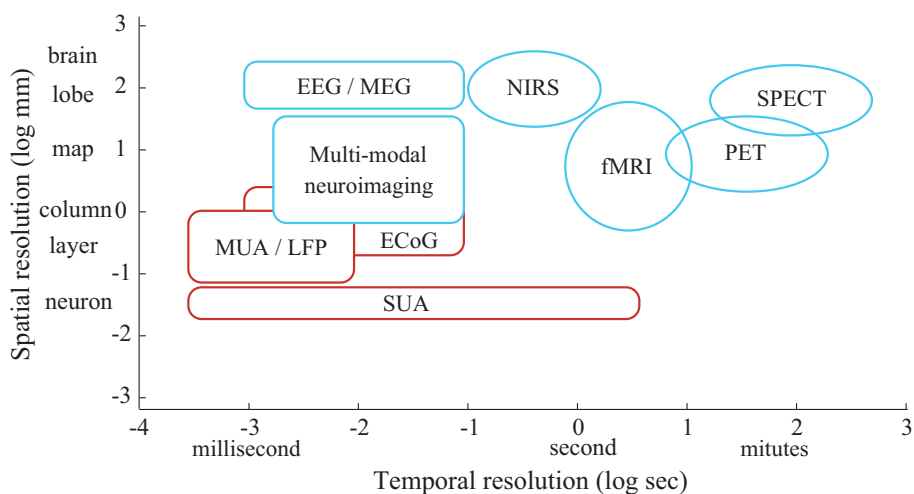 Spatial resolution (log mm)
3
brain
2
lobe
1
map
0
column
layer
-1
neuron
-2
-3
EEG / MEG
NIRS
SPECT
Multi-modal
neuroimaging
fMRI
PET
MUA / LFP
ECoG
SUA
-4
-3
-2
-1
0
1
2
3
millisecond
second
mitutes
Temporal resolution (log sec)